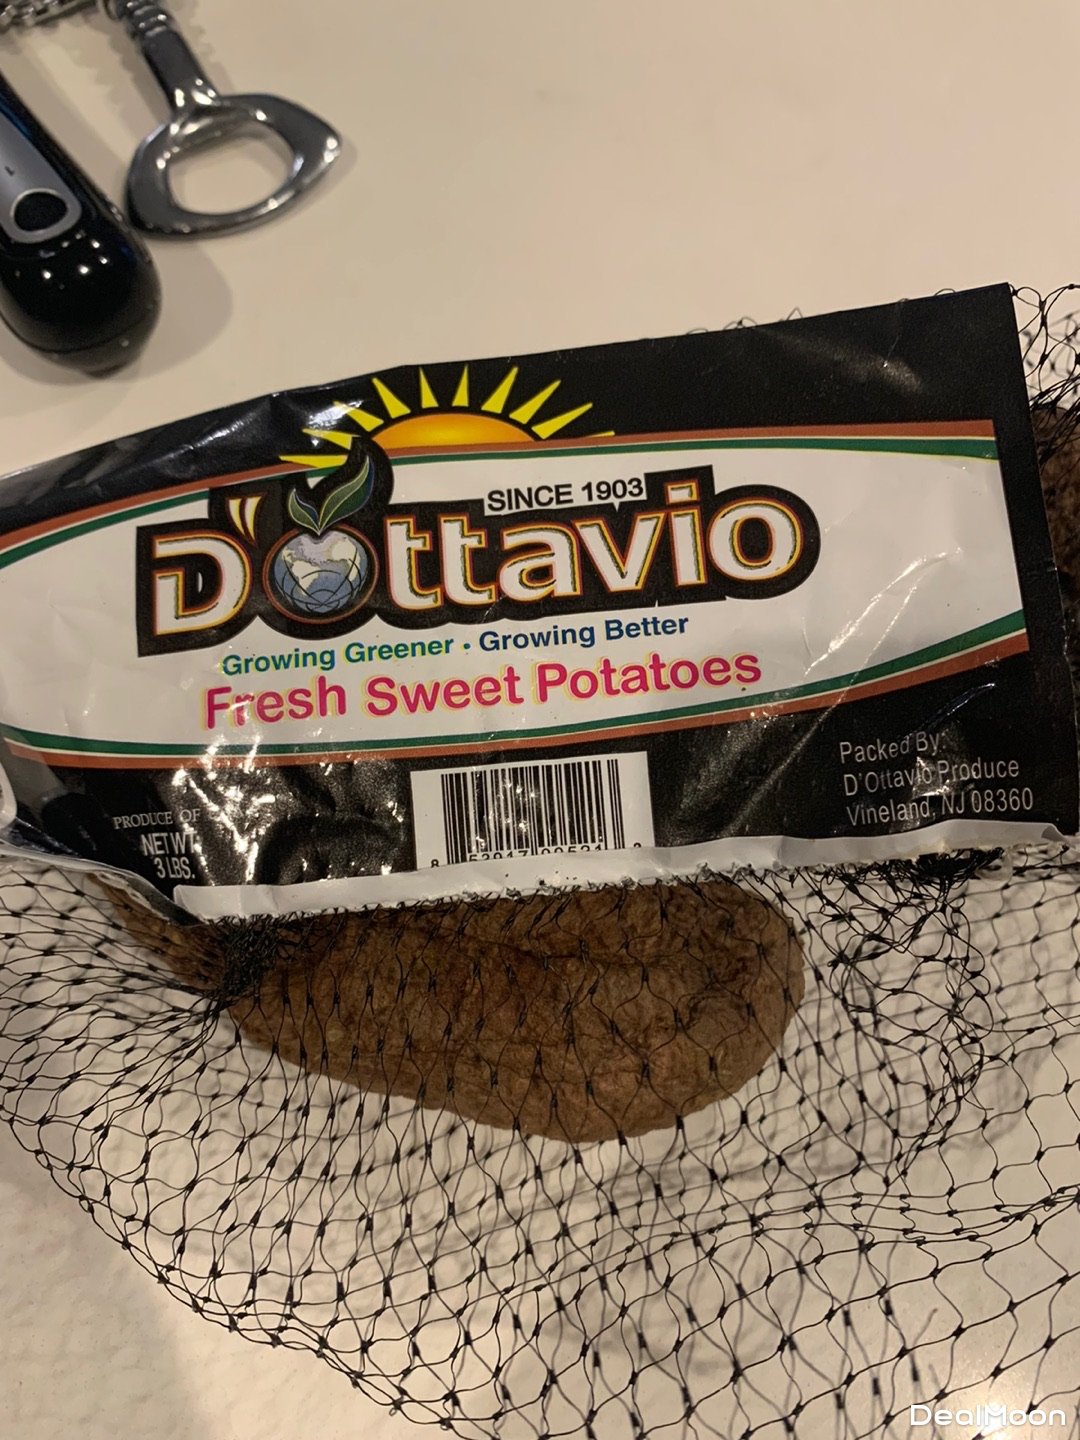 SINCE 1903
D'Ottavio
Growing Greener • Growing Better
Fresh Sweet Potatoes
PRODUCE OF
NET WT.
3 LBS.
Packed By:
D'Ottavio Produce
Vineland, NJ 08360
DealMoon